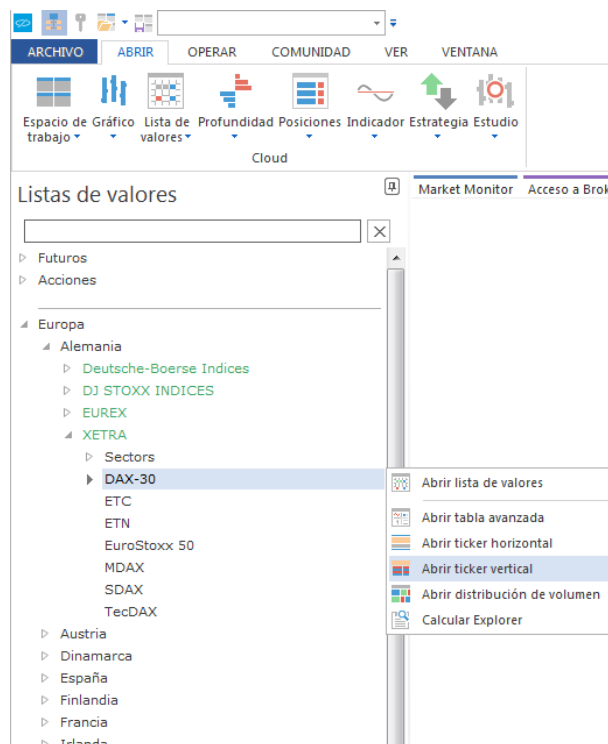 ARCHIVO ABRIR OPERAR COMUNIDAD VER VENTANA
Espacio de trabajo Gráfico Lista de valores Profundidad Posiciones Indicador Estrategia Estudio
Cloud
Listas de valores
Market Monitor Acceso a Brok
Futuros
Acciones
Europa
Alemania
Deutsche-Boerse Indices
DJ STOXX INDICES
EUREX
XETRA
Sectors
DAX-30
ETC
ETN
EuroStoxx 50
MDAX
SDAX
TecDAX
Austria
Dinamarca
España
Finlandia
Francia
Irlanda
Abrir lista de valores
Abrir tabla avanzada
Abrir ticker horizontal
Abrir ticker vertical
Abrir distribución de volumen
Calcular Explorer